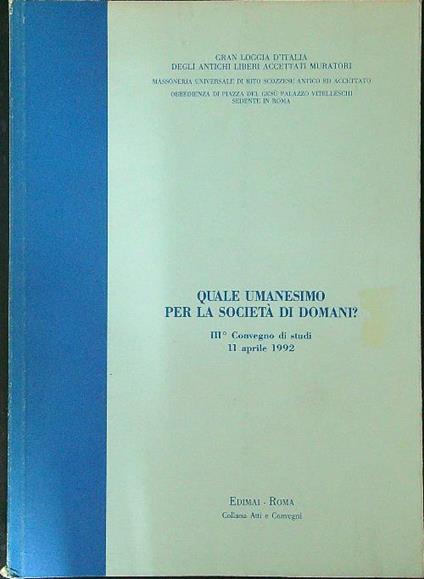 GRAN LOGGIA D'ITALIA
DEGLI ANTICHI LIBERI ACCETTATI MURATORI
MASSONERIA UNIVERSALE DI RITO SCOZZESE ANTICO ED ACCETTATO
OBBEDIENZA DI PIAZZA DEL GESÙ PALAZZO VITELLESCHI
SEDENTE IN ROMA
QUALE UMANESIMO
PER LA SOCIETÀ DI DOMANI?
III° Convegno di studi
11 aprile 1992
EDIMAI - ROMA
Collana Atti e Convegni